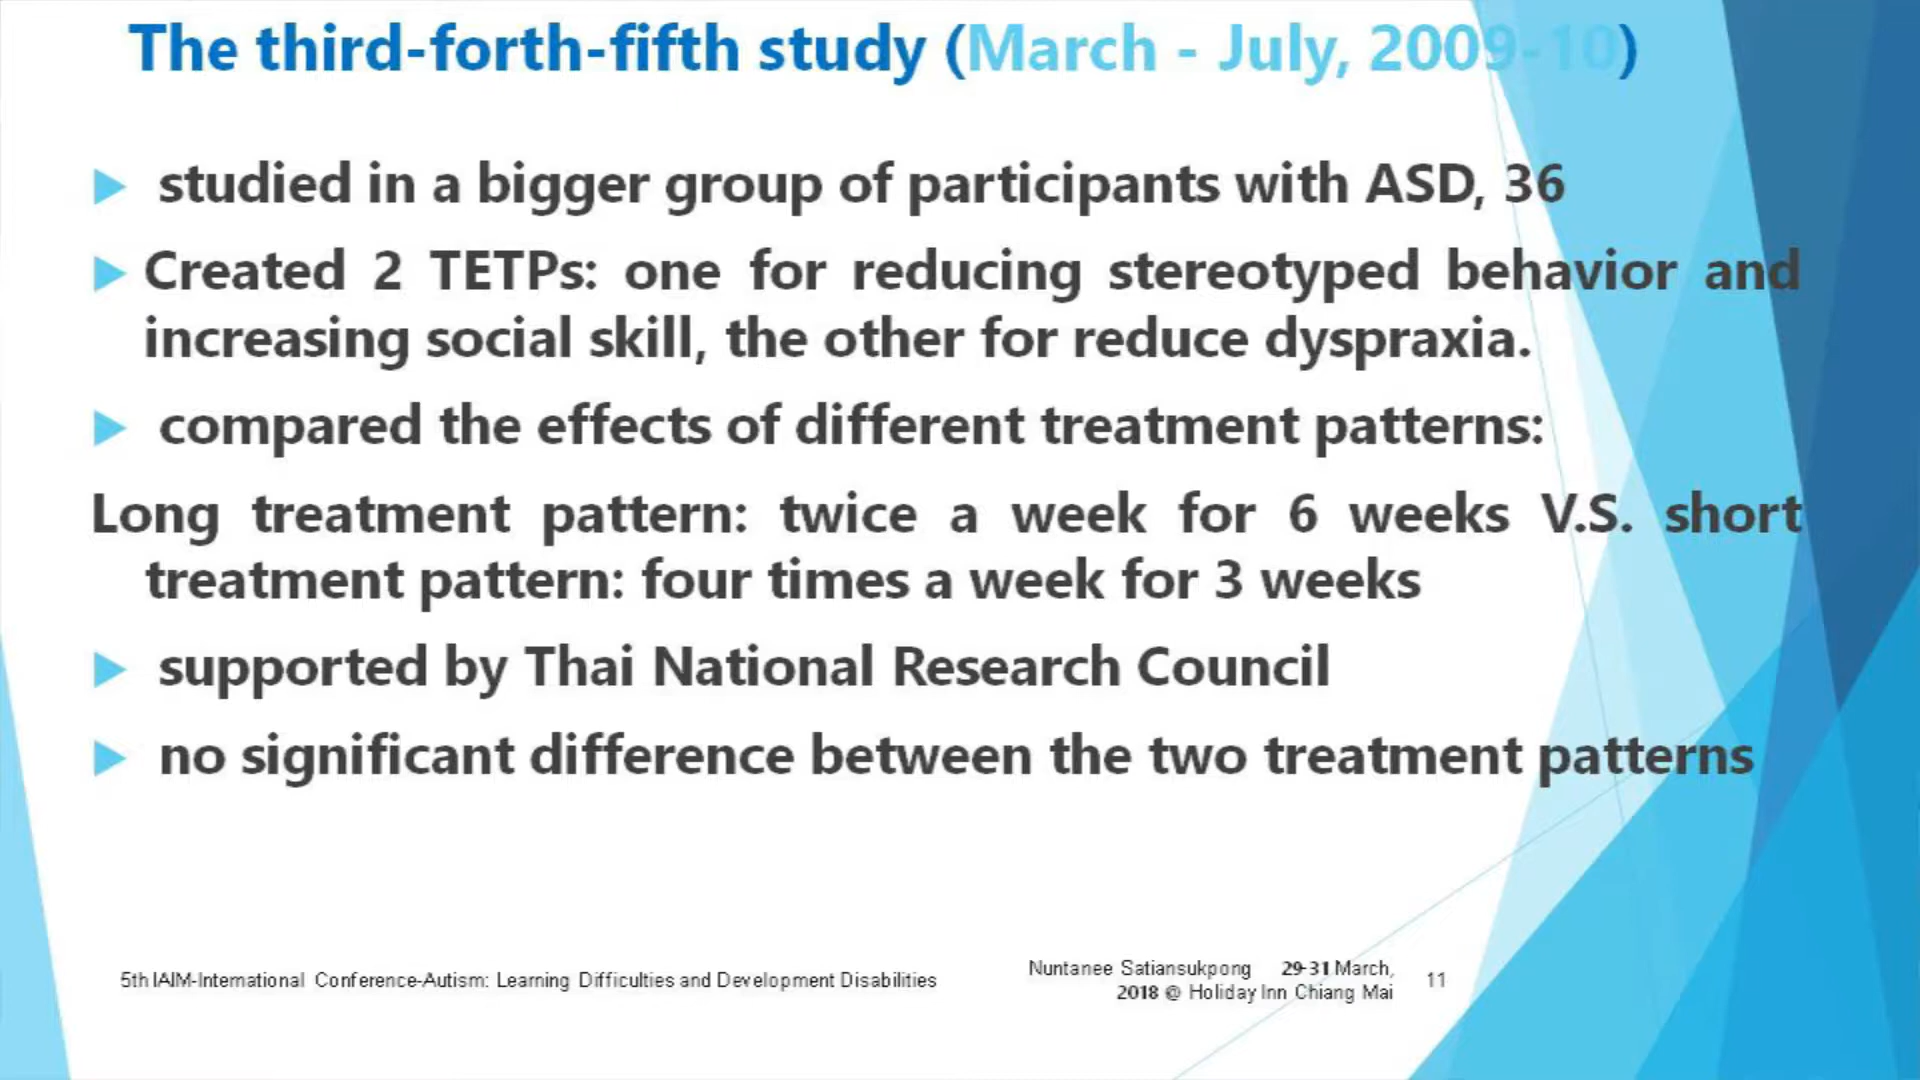 The third-forth-fifth study (March - July, 2009-10)
studied in a bigger group of participants with ASD, 36
Created 2 TETPs: one for reducing stereotyped behavior and
increasing social skill, the other for reduce dyspraxia.
compared the effects of different treatment patterns:
Long treatment pattern: twice a week for 6 weeks V.S. short
treatment pattern: four times a week for 3 weeks
supported by Thai National Research Council
no significant difference between the two treatment patterns
5th IAIM-International Conference-Autism: Learning Difficulties and Development Disabilities
Nuntanee Satiansukpong 29-31 March,
2018 @ Holiday Inn Chiang Mai
11